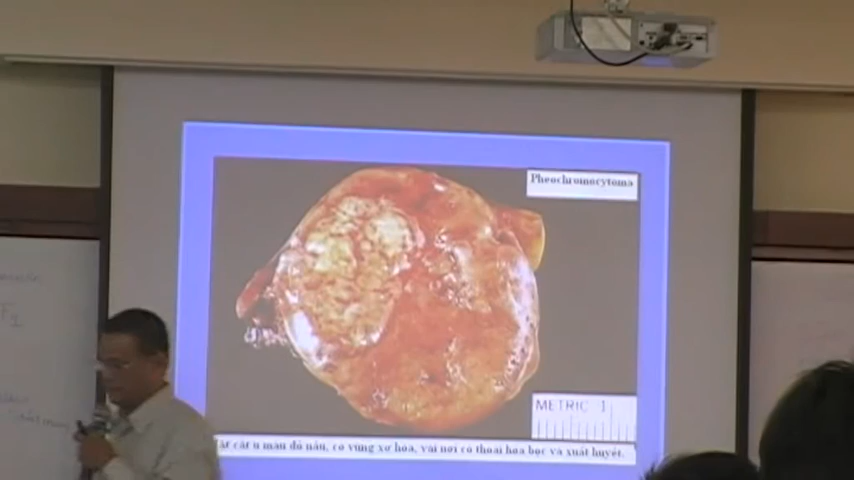 Pheochromocytoma
METRIC 1
cắt u màu đỏ nâu, có vùng xơ hóa, vài nơi có thoái hóa bọc và xuất huyết.